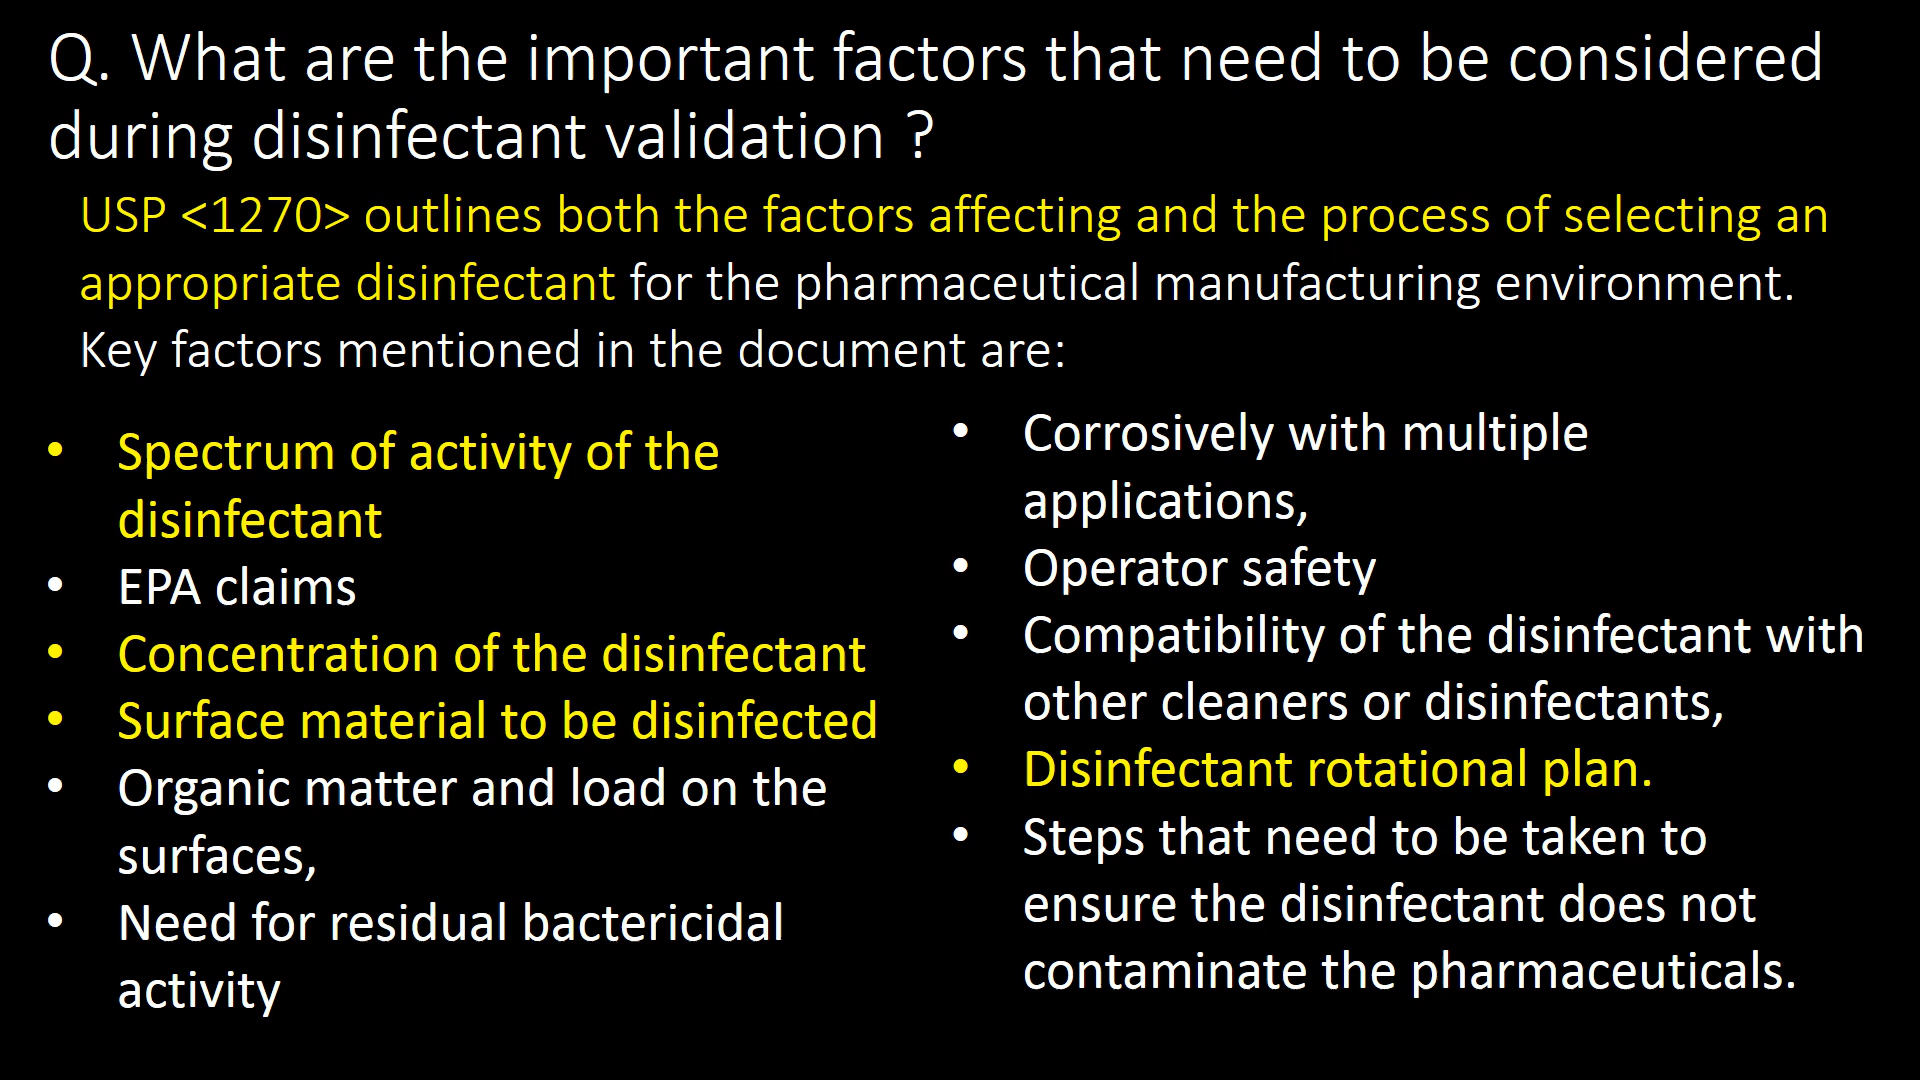 Q. What are the important factors that need to be considered
during disinfectant validation ?
USP <1270> outlines both the factors affecting and the process of selecting an
appropriate disinfectant for the pharmaceutical manufacturing environment.
Key factors mentioned in the document are:
• Spectrum of activity of the
disinfectant
• EPA claims
• Concentration of the disinfectant
• Surface material to be disinfected
• Organic matter and load on the
surfaces,
• Need for residual bactericidal
activity
• Corrosively with multiple
applications,
• Operator safety
• Compatibility of the disinfectant with
other cleaners or disinfectants,
• Disinfectant rotational plan.
• Steps that need to be taken to
ensure the disinfectant does not
contaminate the pharmaceuticals.